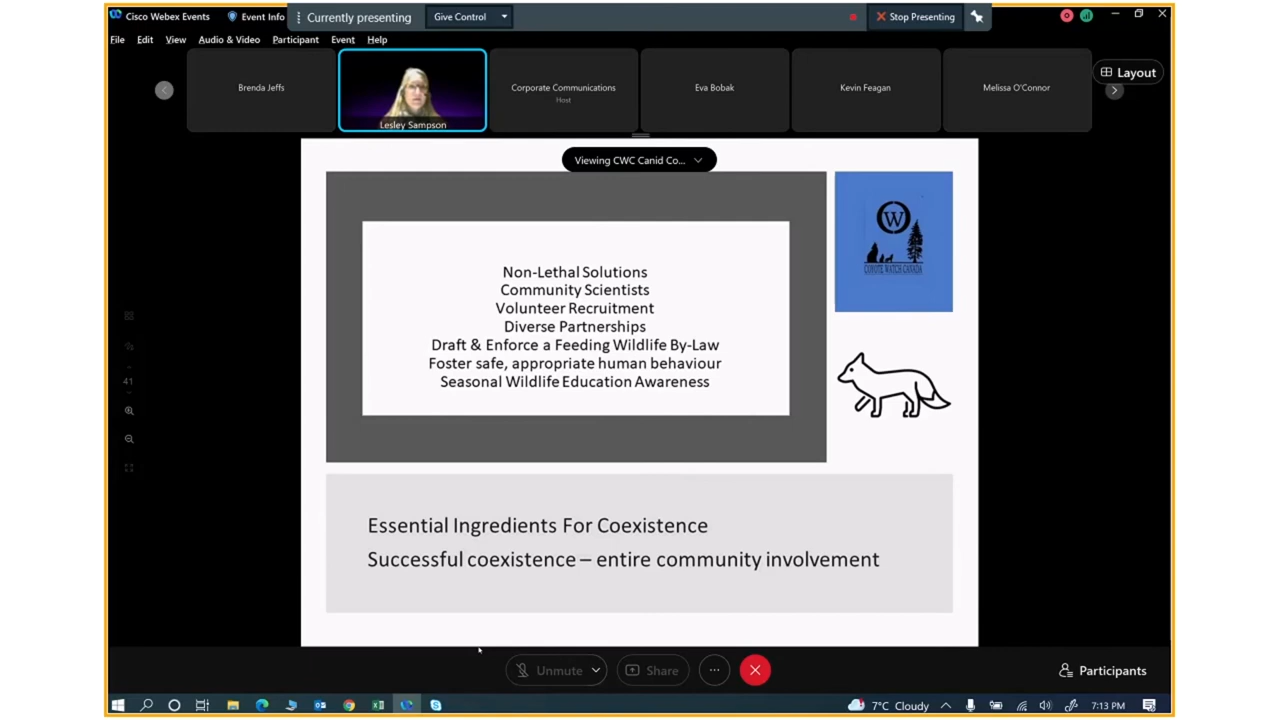 Cisco Webex Events
Event Info
Currently presenting
Give Control
Stop Presenting
File Edit View Audio & Video Participant Event Help
Brenda Jeffs
Lesley Sampson
Corporate Communications
Host
Eva Bobak
Kevin Feagan
Melissa O'Connor
Layout
Viewing CWC Canid Co...
Non-Lethal Solutions
Community Scientists
Volunteer Recruitment
Diverse Partnerships
Draft & Enforce a Feeding Wildlife By-Law
Foster safe, appropriate human behaviour
Seasonal Wildlife Education Awareness
OW
COYOTE WATCH CANADA
41
Essential Ingredients For Coexistence
Successful coexistence – entire community involvement
Unmute
Share
Participants
7°C Cloudy
7:13 PM